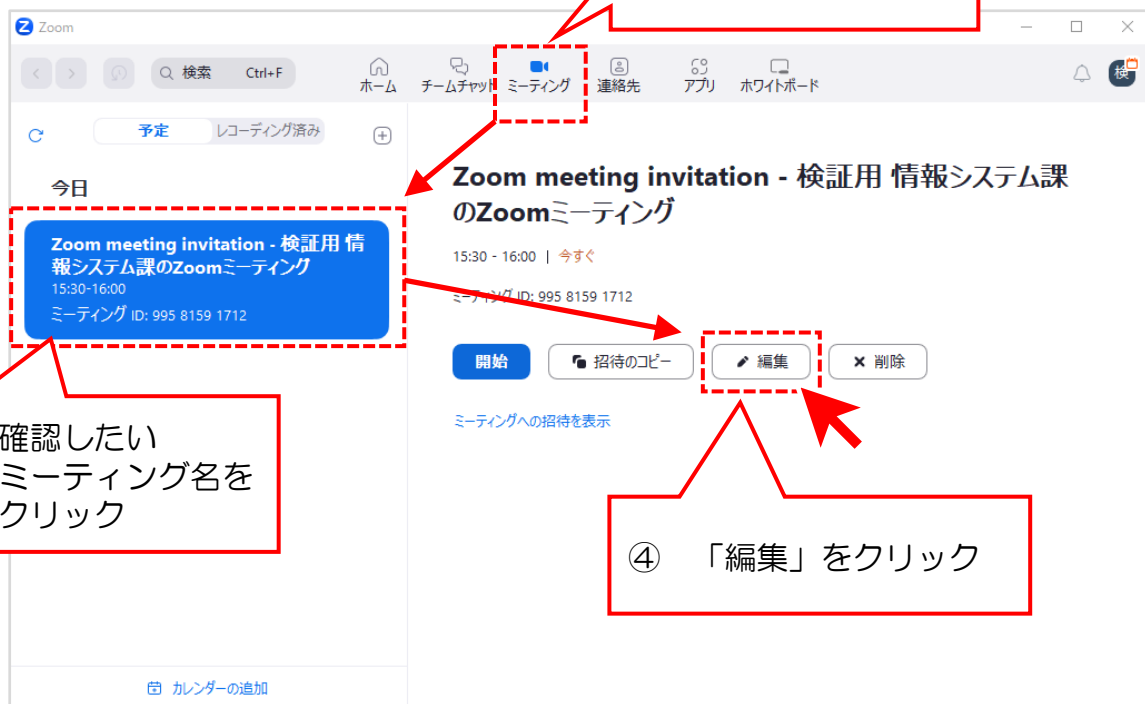 Zoom
検索 Ctrl+F
ホーム
チームチャット
ミーティング
連絡先
アプリ
ホワイトボード
検
予定
レコーディング済み
今日
Zoom meeting invitation - 検証用 情
報システム課のZoomミーティング
15:30-16:00
ミーティング ID: 995 8159 1712
確認したい
ミーティング名を
クリック
カレンダーの追加
Zoom meeting invitation - 検証用 情報システム課
のZoomミーティング
15:30 - 16:00 | 今すぐ
ミーティング ID: 995 8159 1712
開始
招待のコピー
編集
削除
ミーティングへの招待を表示
④ 「編集」をクリック